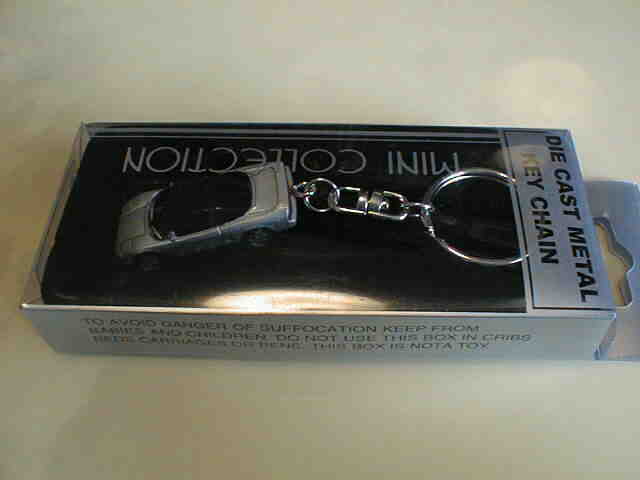 MINI COLLECTION
DIE CAST METAL
KEY CHAIN
TO AVOID DANGER OF SUFFOCATION KEEP FROM
BABIES AND CHILDREN. DO NOT USE THIS BOX IN CRIBS
BEDS CARRIAGES OR PENS. THIS BOX IS NOTA TOY.